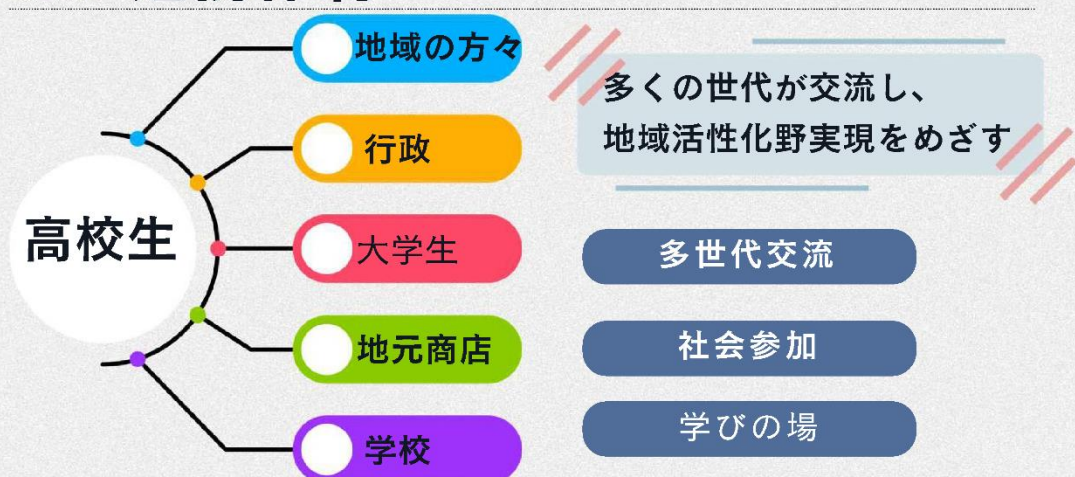 地域の方々
行政
高校生
大学生
地元商店
学校
多くの世代が交流し、
地域活性化野実現をめざす
多世代交流
社会参加
学びの場